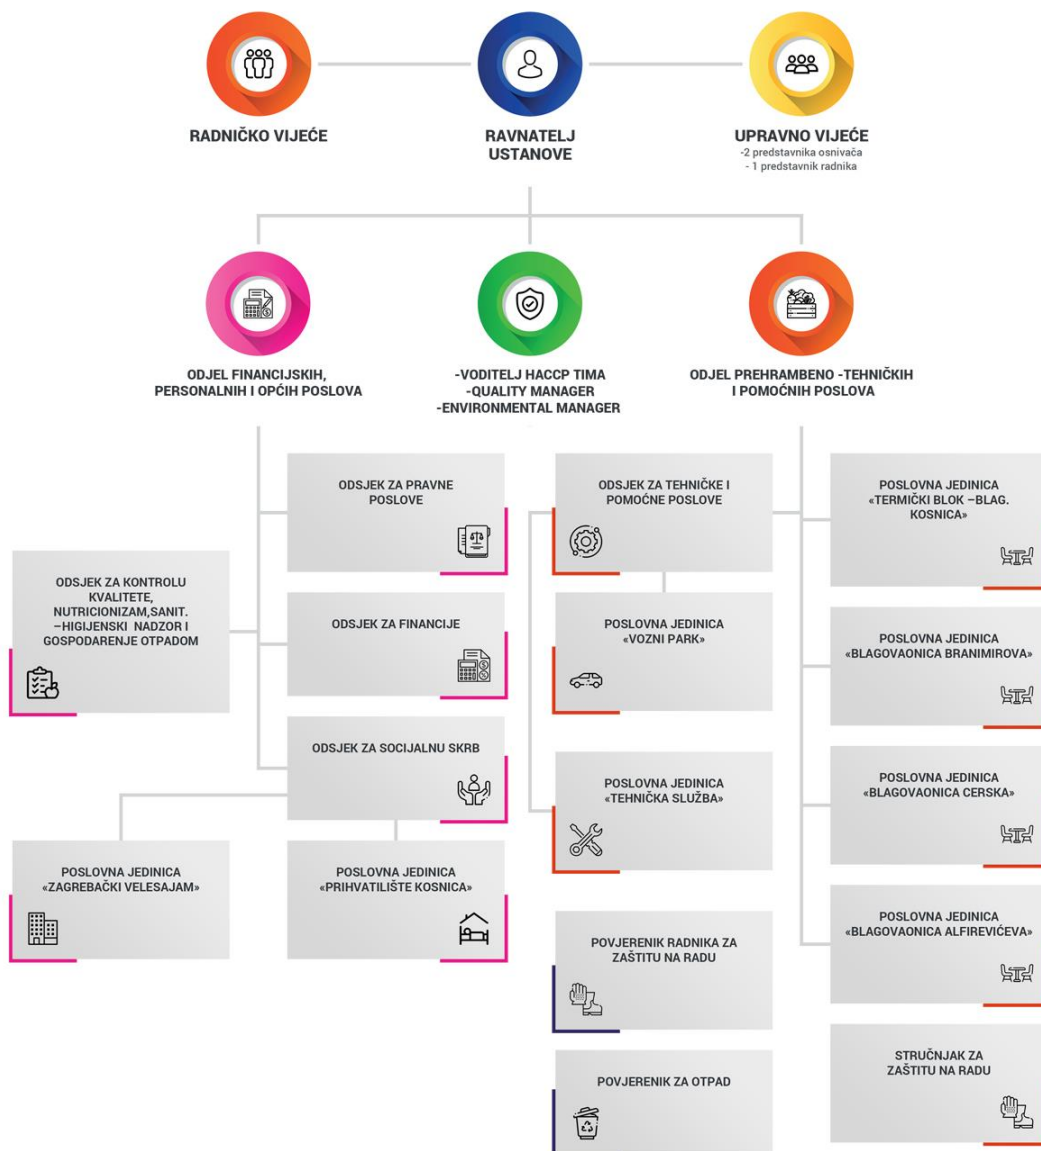 RADNIČKO VIJEĆE
RAVNATELJ
USTANOVE
UPRAVNO VIJEĆE
-2 predstavnika osnivača
- 1 predstavnik radnika
ODJEL FINANCIJSKIH,
PERSONALNIH I OPĆIH POSLOVA
-VODITELJ HACCP TIMA
-QUALITY MANAGER
-ENVIRONMENTAL MANAGER
ODJEL PREHRAMBENO -TEHNIČKIH
I POMOĆNIH POSLOVA
ODSJEK ZA PRAVNE
POSLOVE
ODSJEK ZA TEHNIČKE I
POMOĆNE POSLOVE
POSLOVNA JEDINICA
«TERMIČKI BLOK –BLAG.
KOSNICA»
ODSJEK ZA KONTROLU
KVALITETE,
NUTRICIONIZAM,SANIT.
–HIGIJENSKI NADZOR I
GOSPODARENJE OTPADOM
ODSJEK ZA FINANCIJE
POSLOVNA JEDINICA
«VOZNI PARK»
POSLOVNA JEDINICA
«BLAGOVAONICA BRANIMIROVA»
ODSJEK ZA SOCIJALNU SKRB
POSLOVNA JEDINICA
«TEHNIČKA SLUŽBA»
POSLOVNA JEDINICA
«BLAGOVAONICA CERSKA»
POSLOVNA JEDINICA
«ZAGREBAČKI VELESAJAM»
POSLOVNA JEDINICA
«PRIHVATILIŠTE KOSNICA»
POSLOVNA JEDINICA
«BLAGOVAONICA ALFIREVIĆEVA»
POVJERENIK RADNIKA ZA
ZAŠTITU NA RADU
STRUČNJAK ZA
ZAŠTITU NA RADU
POVJERENIK ZA OTPAD